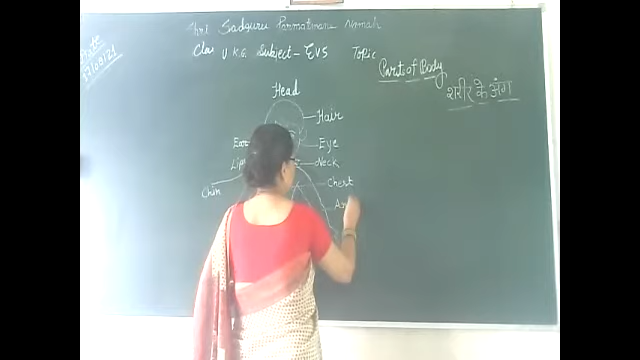 Shri Sadguru Parmatmane Namah
Date
Class U.K.G. Subject - EVS Topic
Parts of Body
शरीर के अंग
Head
Hair
Ear
Eye
Lips
Neck
Chin
Chest